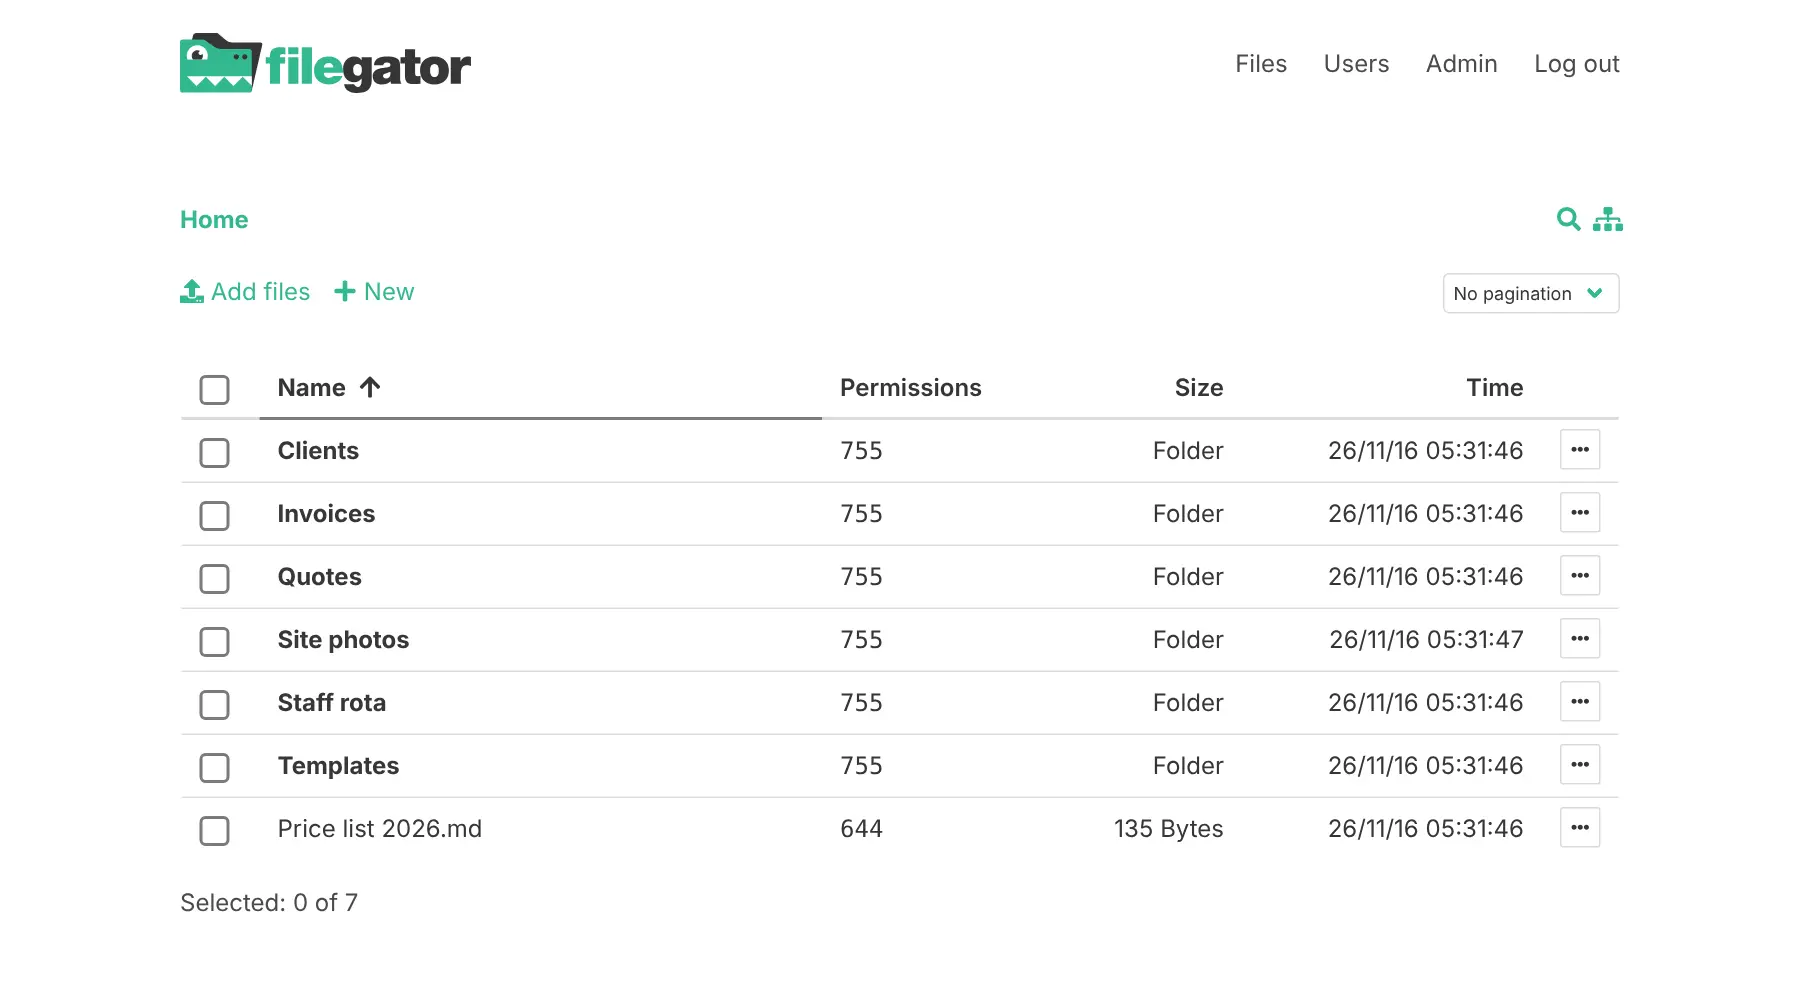 filegator
Files Users Admin Log out
Home
Add files New
No pagination
Name Permissions Size Time
Clients 755 Folder 26/11/16 05:31:46
Invoices 755 Folder 26/11/16 05:31:46
Quotes 755 Folder 26/11/16 05:31:46
Site photos 755 Folder 26/11/16 05:31:47
Staff rota 755 Folder 26/11/16 05:31:46
Templates 755 Folder 26/11/16 05:31:46
Price list 2026.md 644 135 Bytes 26/11/16 05:31:46
Selected: 0 of 7